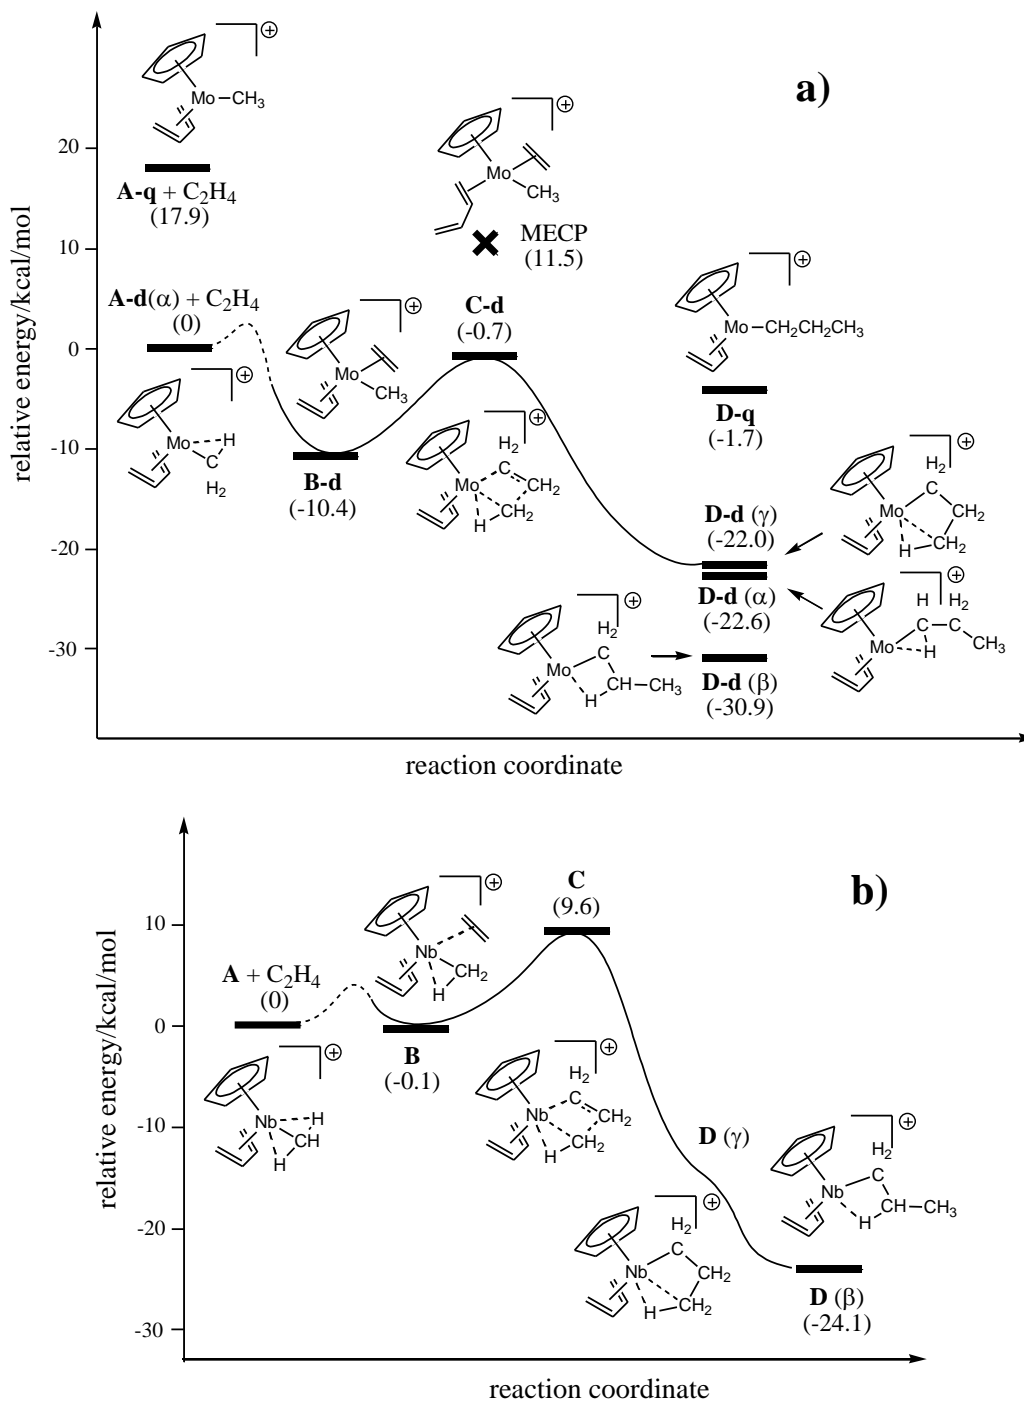 a)
relative energy/kcal/mol
20
10
0
-10
-20
-30
⊕
Mo
CH₃
A-q + C₂H₄
(17.9)
⊕
Mo
CH₃
MECP
(11.5)
A-d(α) + C₂H₄
(0)
⊕
Mo
H
C
H₂
⊕
Mo
CH₃
B-d
(-10.4)
C-d
(-0.7)
⊕
H₂
C
Mo
CH₂
H
CH₂
⊕
Mo
CH₂CH₂CH₃
D-q
(-1.7)
D-d (γ)
(-22.0)
⊕
H₂
C
Mo
CH₂
H
CH₂
D-d (α)
(-22.6)
⊕
H
H₂
C
C
Mo
H
CH₃
⊕
H₂
C
Mo
CH
CH₃
H
D-d (β)
(-30.9)
reaction coordinate
b)
relative energy/kcal/mol
10
0
-10
-20
-30
A + C₂H₄
(0)
⊕
Nb
H
CH
H
⊕
Nb
CH₂
H
B
(-0.1)
C
(9.6)
⊕
H₂
C
Nb
CH₂
H
CH₂
D (γ)
⊕
H₂
C
Nb
CH₂
H
CH₂
⊕
H₂
C
Nb
CH
CH₃
H
D (β)
(-24.1)
reaction coordinate